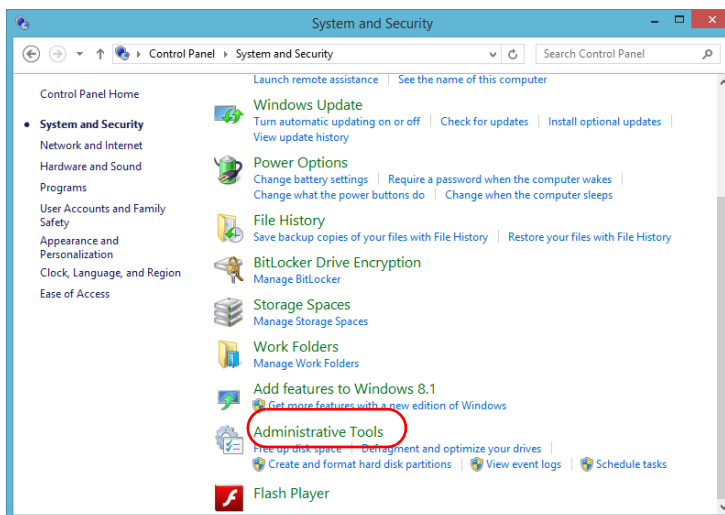 System and Security
Control Panel ▸ System and Security
Search Control Panel
Control Panel Home
System and Security
Network and Internet
Hardware and Sound
Programs
User Accounts and Family
Safety
Appearance and
Personalization
Clock, Language, and Region
Ease of Access
Launch remote assistance | See the name of this computer
Windows Update
Turn automatic updating on or off | Check for updates | Install optional updates |
View update history
Power Options
Change battery settings | Require a password when the computer wakes |
Change what the power buttons do | Change when the computer sleeps
File History
Save backup copies of your files with File History | Restore your files with File History
BitLocker Drive Encryption
Manage BitLocker
Storage Spaces
Manage Storage Spaces
Work Folders
Manage Work Folders
Add features to Windows 8.1
Get more features with a new edition of Windows
Administrative Tools
Free up disk space | Defragment and optimize your drives |
Create and format hard disk partitions | View event logs | Schedule tasks
Flash Player